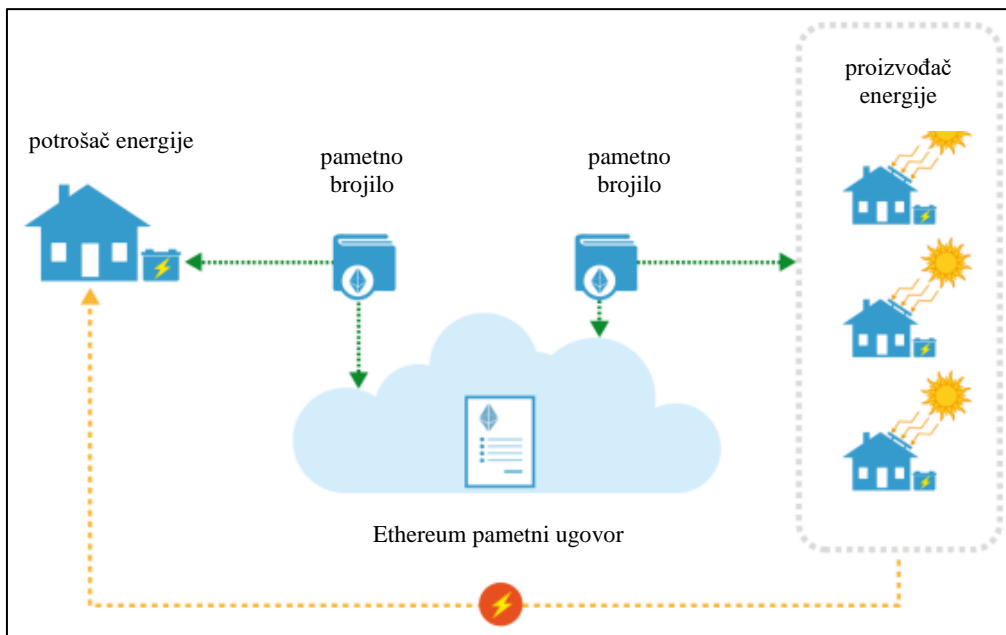 proizvođač
energije
potrošač energije
pametno
brojilo
pametno
brojilo
Ethereum pametni ugovor